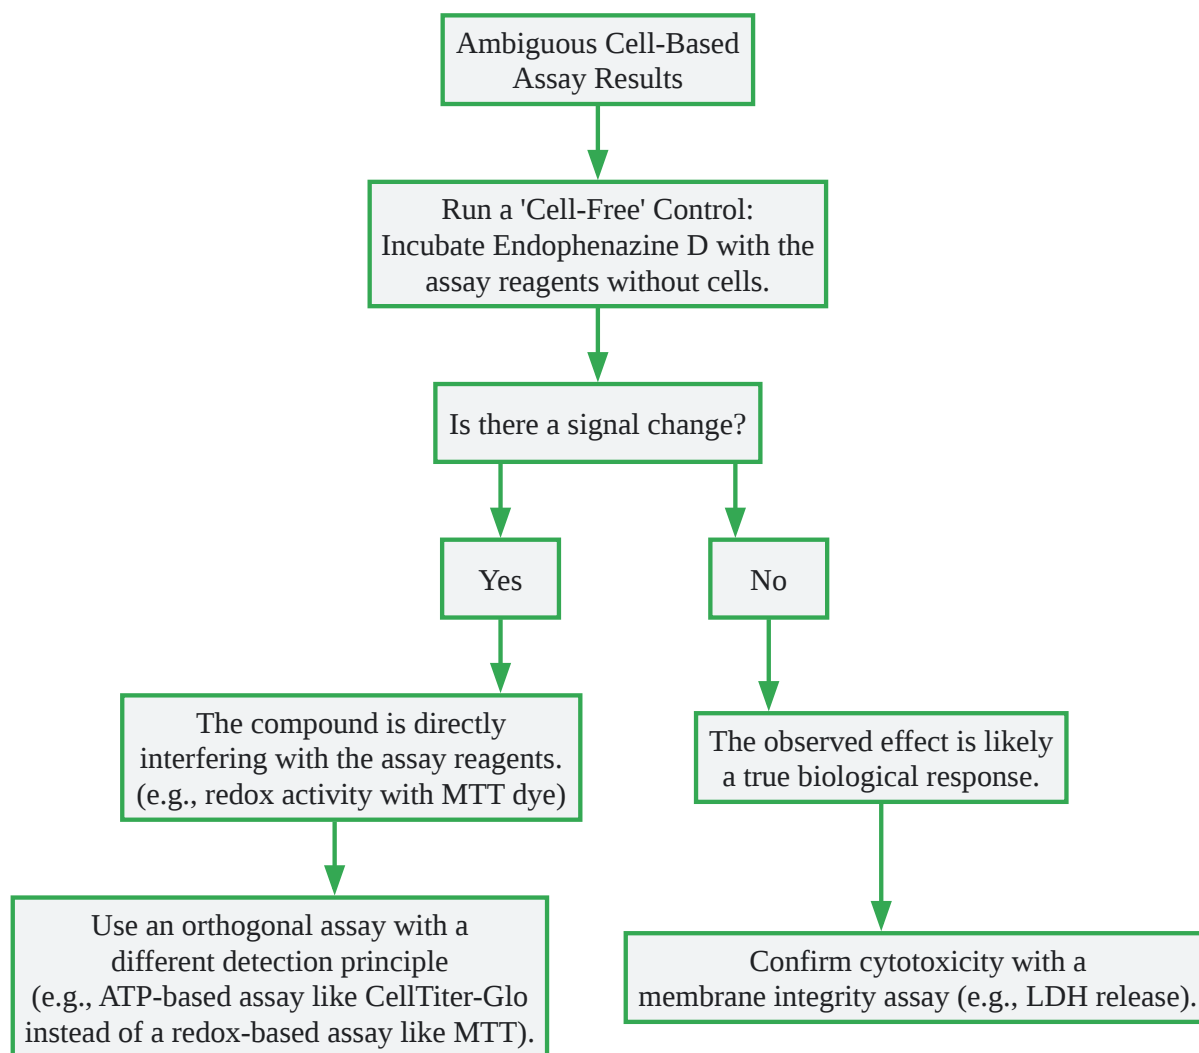 Ambiguous Cell-Based
Assay Results
Run a 'Cell-Free' Control:
Incubate Endophenazine D with the
assay reagents without cells.
Is there a signal change?
Yes
No
The compound is directly
interfering with the assay reagents.
(e.g., redox activity with MTT dye)
The observed effect is likely
a true biological response.
Use an orthogonal assay with a
different detection principle
(e.g., ATP-based assay like CellTiter-Glo
instead of a redox-based assay like MTT).
Confirm cytotoxicity with a
membrane integrity assay (e.g., LDH release).